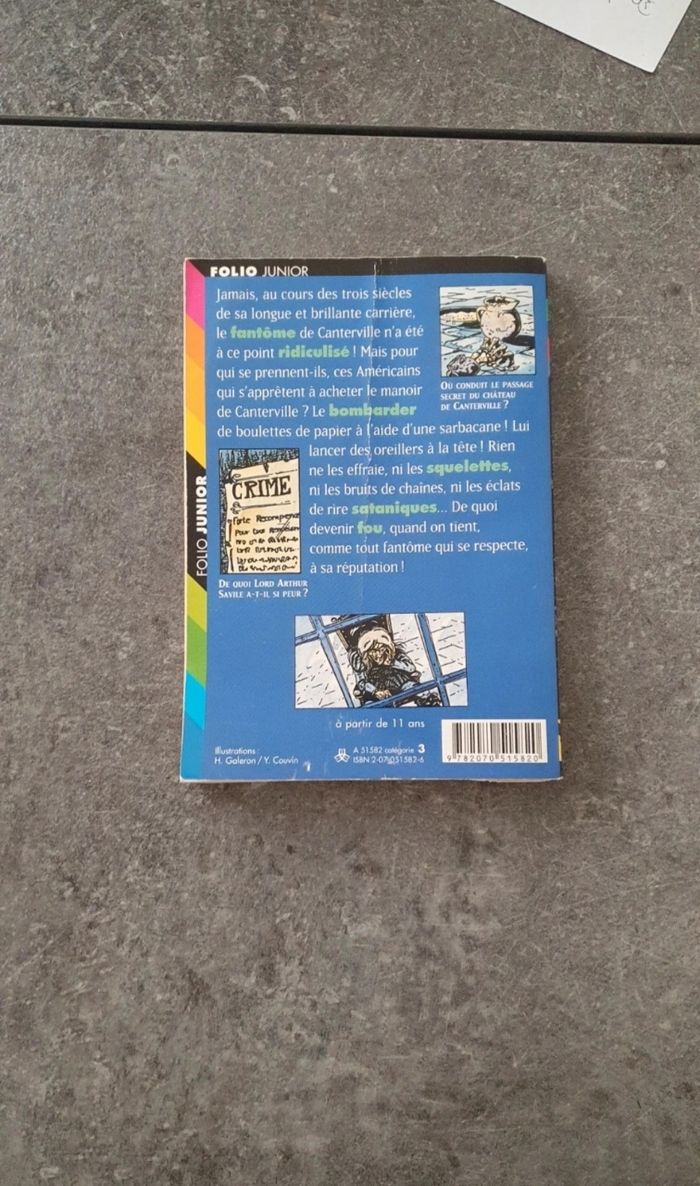 FOLIO JUNIOR
Jamais, au cours des trois siècles
de sa longue et brillante carrière,
le fantôme de Canterville n'a été
à ce point ridiculisé ! Mais pour
qui se prennent-ils, ces Américains
qui s'apprêtent à acheter le manoir
de Canterville ? Le bombarder
de boulettes de papier à l'aide d'une sarbacane ! Lui
lancer des oreillers à la tête ! Rien
ne les effraie, ni les squelettes,
ni les bruits de chaînes, ni les éclats
de rire sataniques... De quoi
devenir fou, quand on tient,
comme tout fantôme qui se respecte,
à sa réputation !
OÙ CONDUIT LE PASSAGE
SECRET DU CHÂTEAU
DE CANTERVILLE ?
CRIME
Forte Recompense
DE QUOI LORD ARTHUR
SAVILE A-T-IL SI PEUR ?
FOLIO JUNIOR
à partir de 11 ans
Illustrations :
H. Galeron / Y. Couvin
A 51582 catégorie 3
ISBN 2-07-051582-6
9 782070 515820